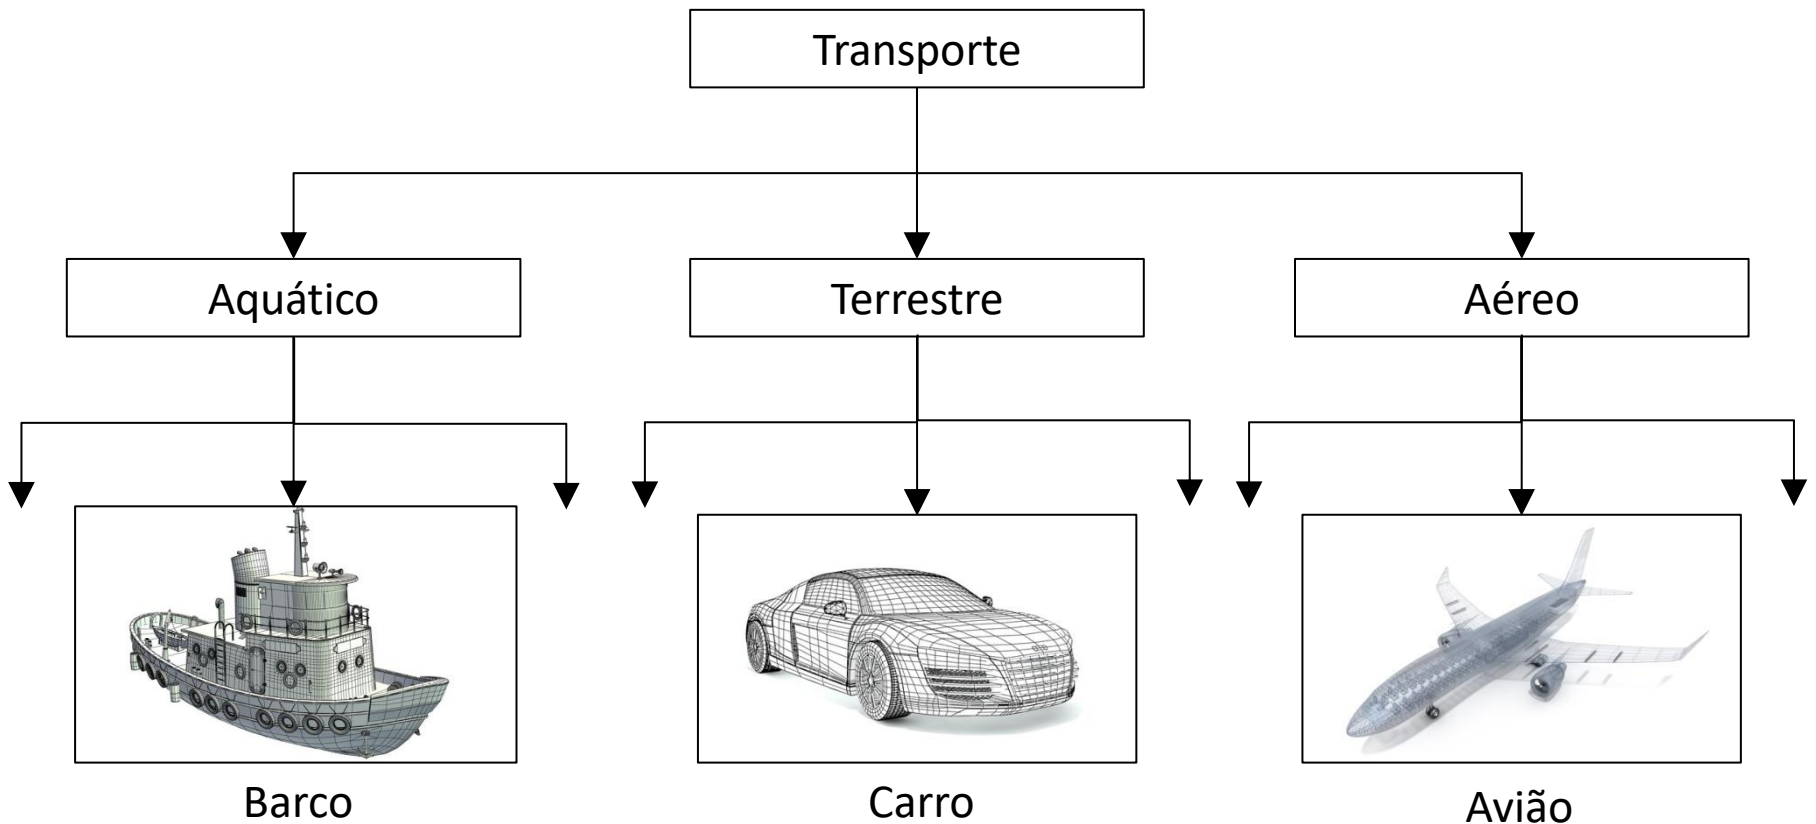 Transporte
Aquático
Terrestre
Aéreo
Barco
Carro
Avião